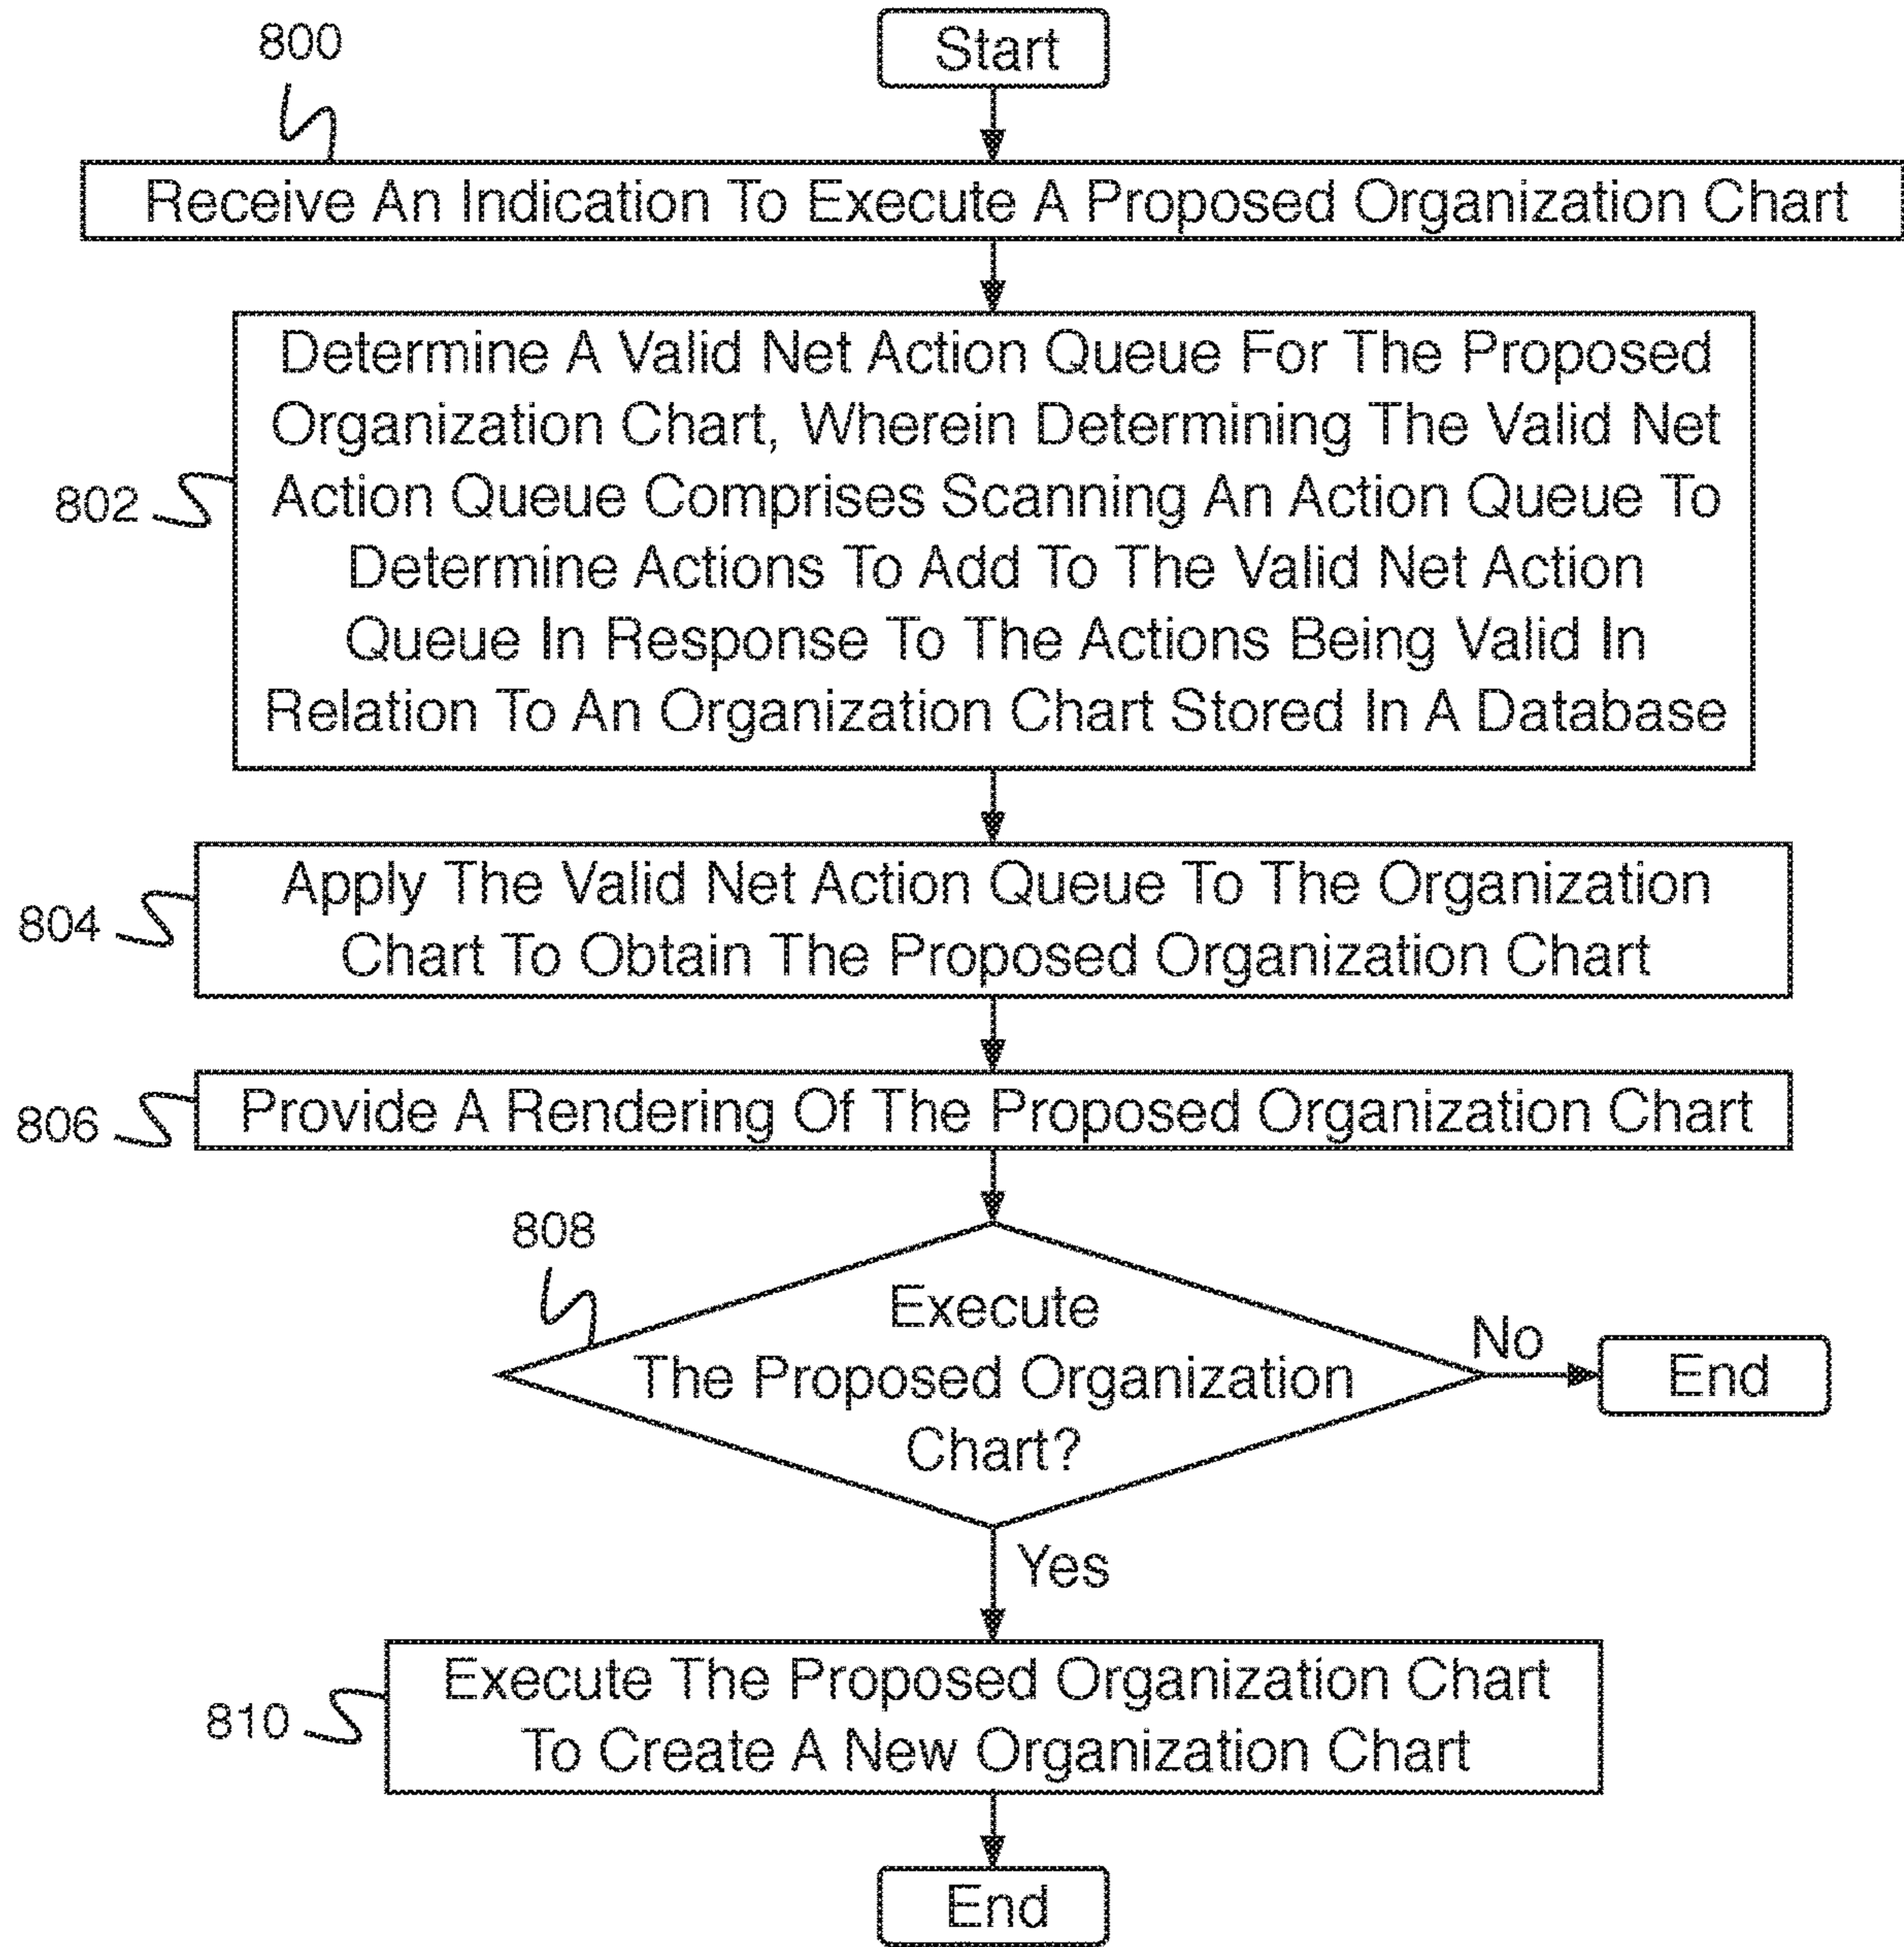 Start
800
Receive An Indication To Execute A Proposed Organization Chart
Determine A Valid Net Action Queue For The Proposed
Organization Chart, Wherein Determining The Valid Net
Action Queue Comprises Scanning An Action Queue To
Determine Actions To Add To The Valid Net Action
Queue In Response To The Actions Being Valid In
Relation To An Organization Chart Stored In A Database
802
Apply The Valid Net Action Queue To The Organization
Chart To Obtain The Proposed Organization Chart
804
Provide A Rendering Of The Proposed Organization Chart
806
808
Execute
The Proposed Organization
Chart?
No
End
Yes
Execute The Proposed Organization Chart
To Create A New Organization Chart
810
End